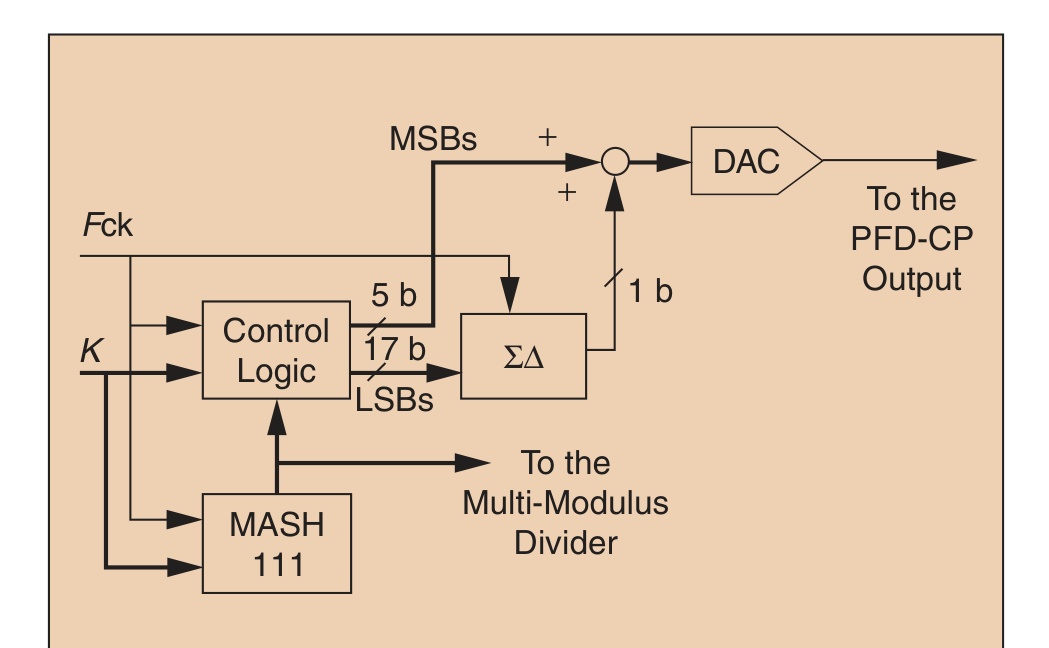 MSBs
+
DAC
+
To the
PFD-CP
Output
Fck
5 b
1 b
Control
Logic
K
17 b
ΣΔ
LSBs
To the
Multi-Modulus
Divider
MASH
111